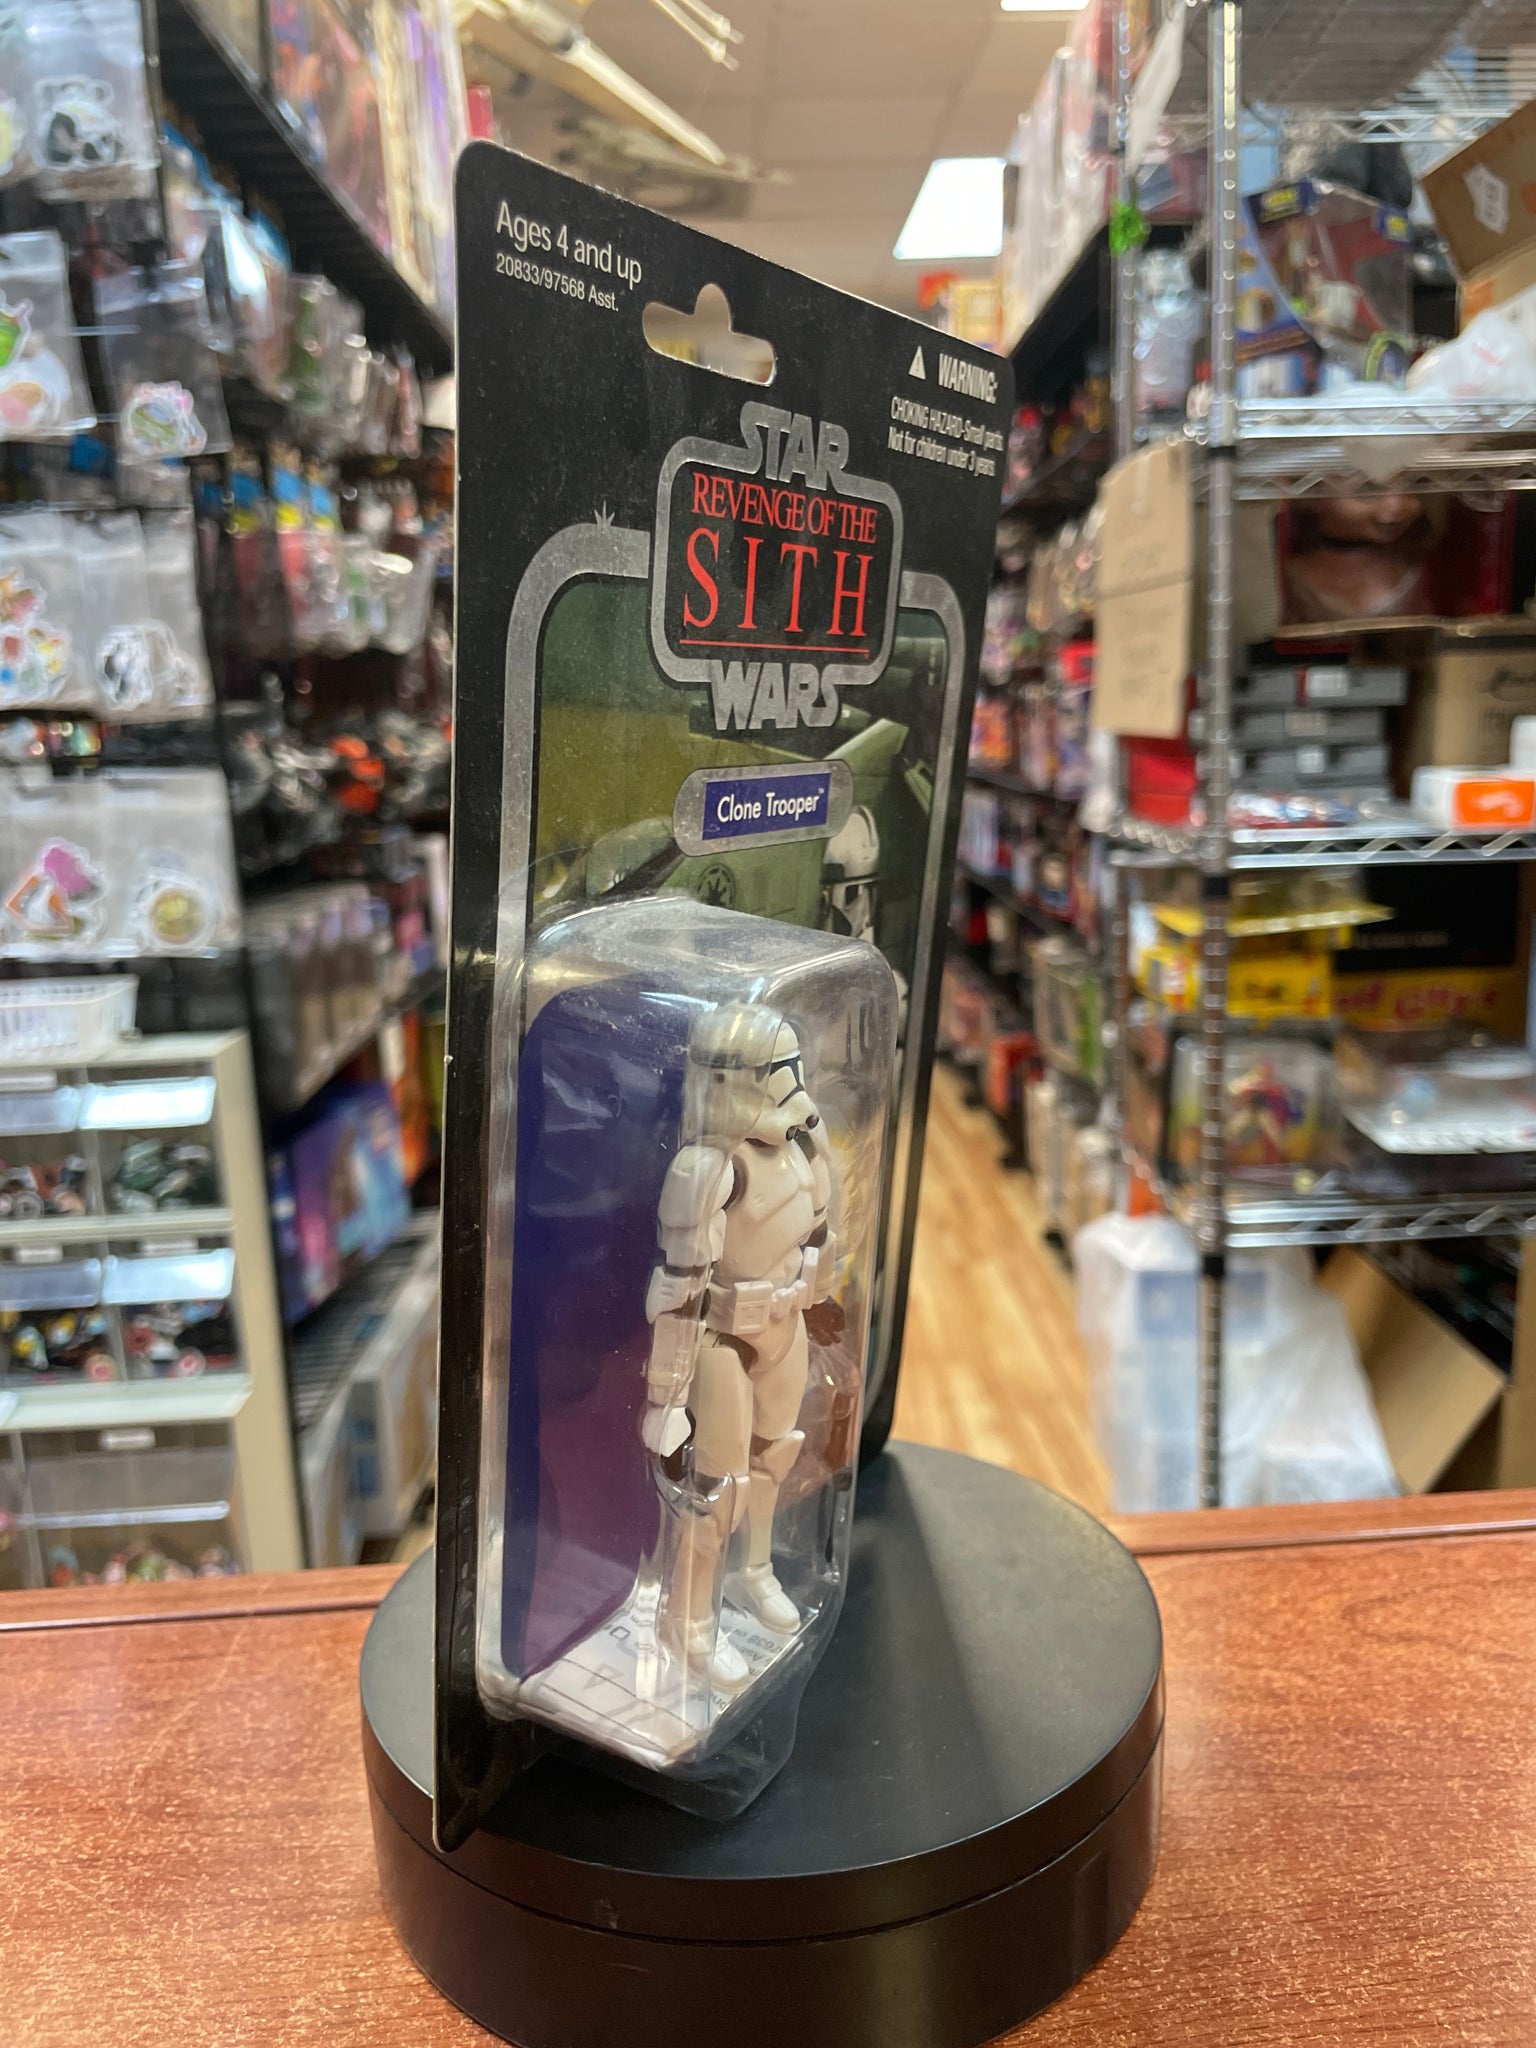 Ages 4 and up
20833/97568 Asst.
WARNING:
CHOKING HAZARD-Small parts
Not for children under 3 years
STAR
REVENGE OF THE
SITH
WARS
Clone Trooper™